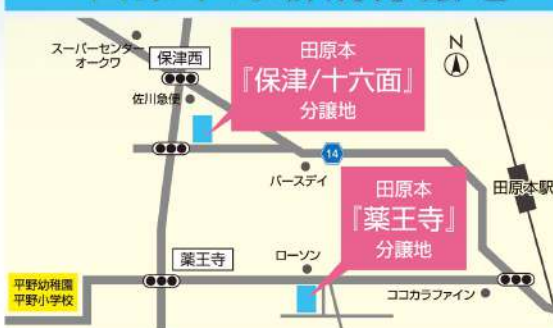 スーパーセンター
オークワ
保津西
佐川急便
田原本
『保津/十六面』
分譲地
N
14
バースデイ
田原本駅
田原本
『薬王寺』
分譲地
薬王寺
ローソン
平野幼稚園
平野小学校
ココカラファイン